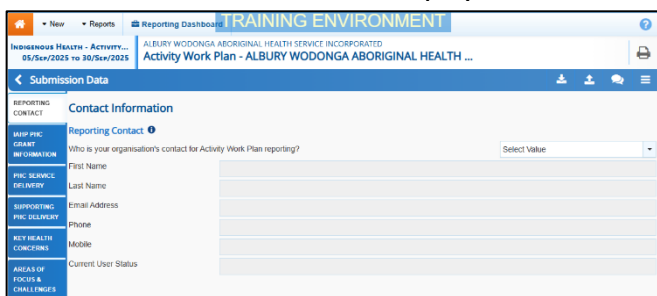 New Reports Reporting Dashboard TRAINING ENVIRONMENT
INDIGENOUS HEALTH - ACTIVITY...
05/SEP/2025 TO 30/SEP/2025
ALBURY WODONGA ABORIGINAL HEALTH SERVICE INCORPORATED
Activity Work Plan - ALBURY WODONGA ABORIGINAL HEALTH ...
Submission Data
REPORTING
CONTACT
IAHP PHC
GRANT
INFORMATION
PHC SERVICE
DELIVERY
SUPPORTING
PHC DELIVERY
KEY HEALTH
CONCERNS
AREAS OF
FOCUS &
CHALLENGES
Contact Information
Reporting Contact
Who is your organisation's contact for Activity Work Plan reporting? Select Value
First Name
Last Name
Email Address
Phone
Mobile
Current User Status